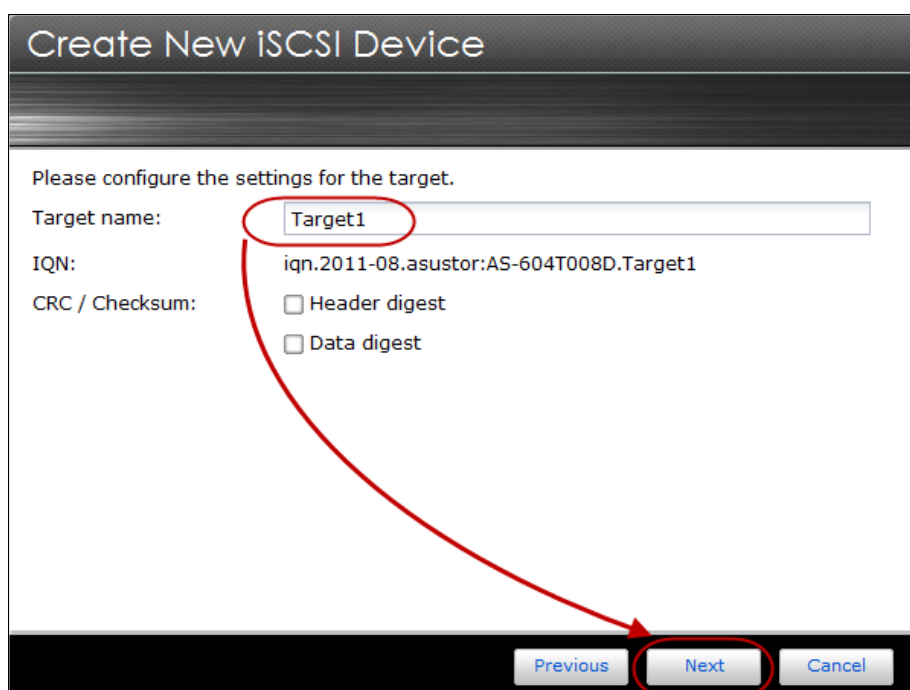 Create New iSCSI Device
Please configure the settings for the target.
Target name: Target1
IQN: iqn.2011-08.asustor:AS-604T008D.Target1
CRC / Checksum: Header digest
Data digest
Previous Next Cancel